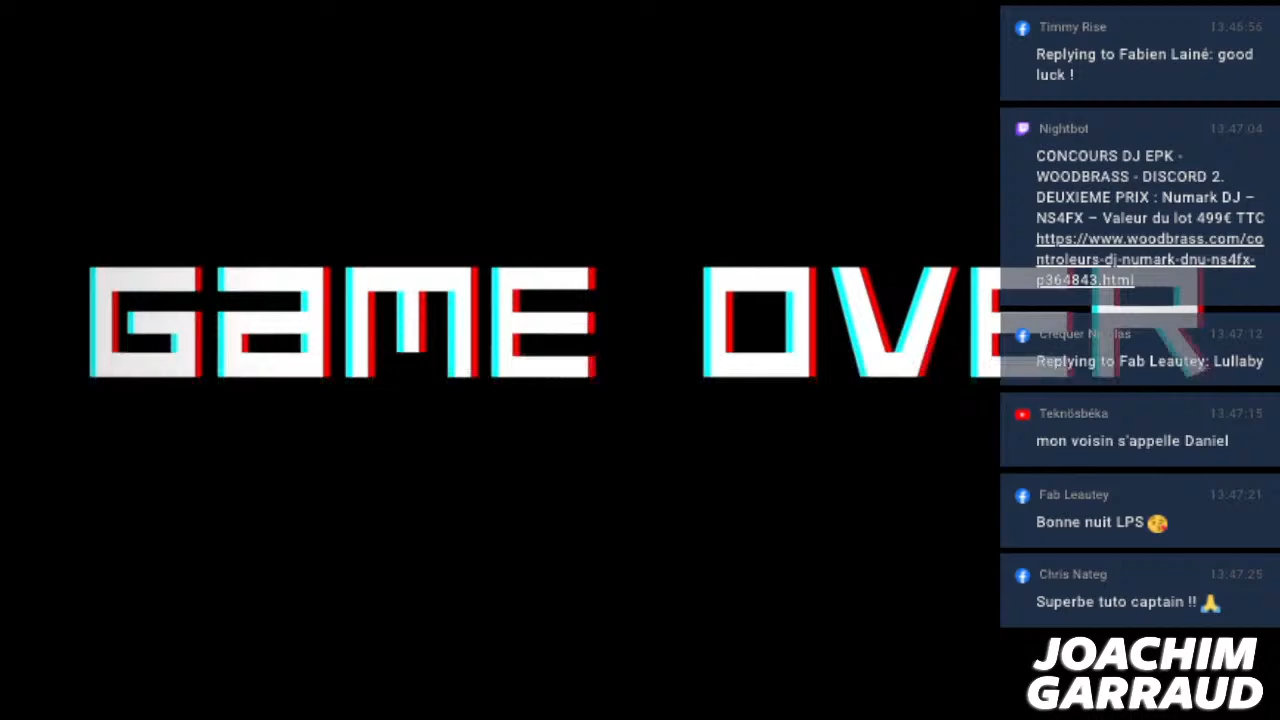 GAME OVER
Timmy Rise 13:46:56
Replying to Fabien Lainé: good
luck !
Nightbot 13:47:04
CONCOURS DJ EPK -
WOODBRASS - DISCORD 2.
DEUXIEME PRIX : Numark DJ –
NS4FX – Valeur du lot 499€ TTC
https://www.woodbrass.com/co
ntroleurs-dj-numark-dnu-ns4fx-
p364843.html
Crequer Nicolas 13:47:12
Replying to Fab Leautey: Lullaby
Teknösbéka 13:47:15
mon voisin s'appelle Daniel
Fab Leautey 13:47:21
Bonne nuit LPS 😘
Chris Nateg 13:47:25
Superbe tuto captain !! 🙏
JOACHIM
GARRAUD